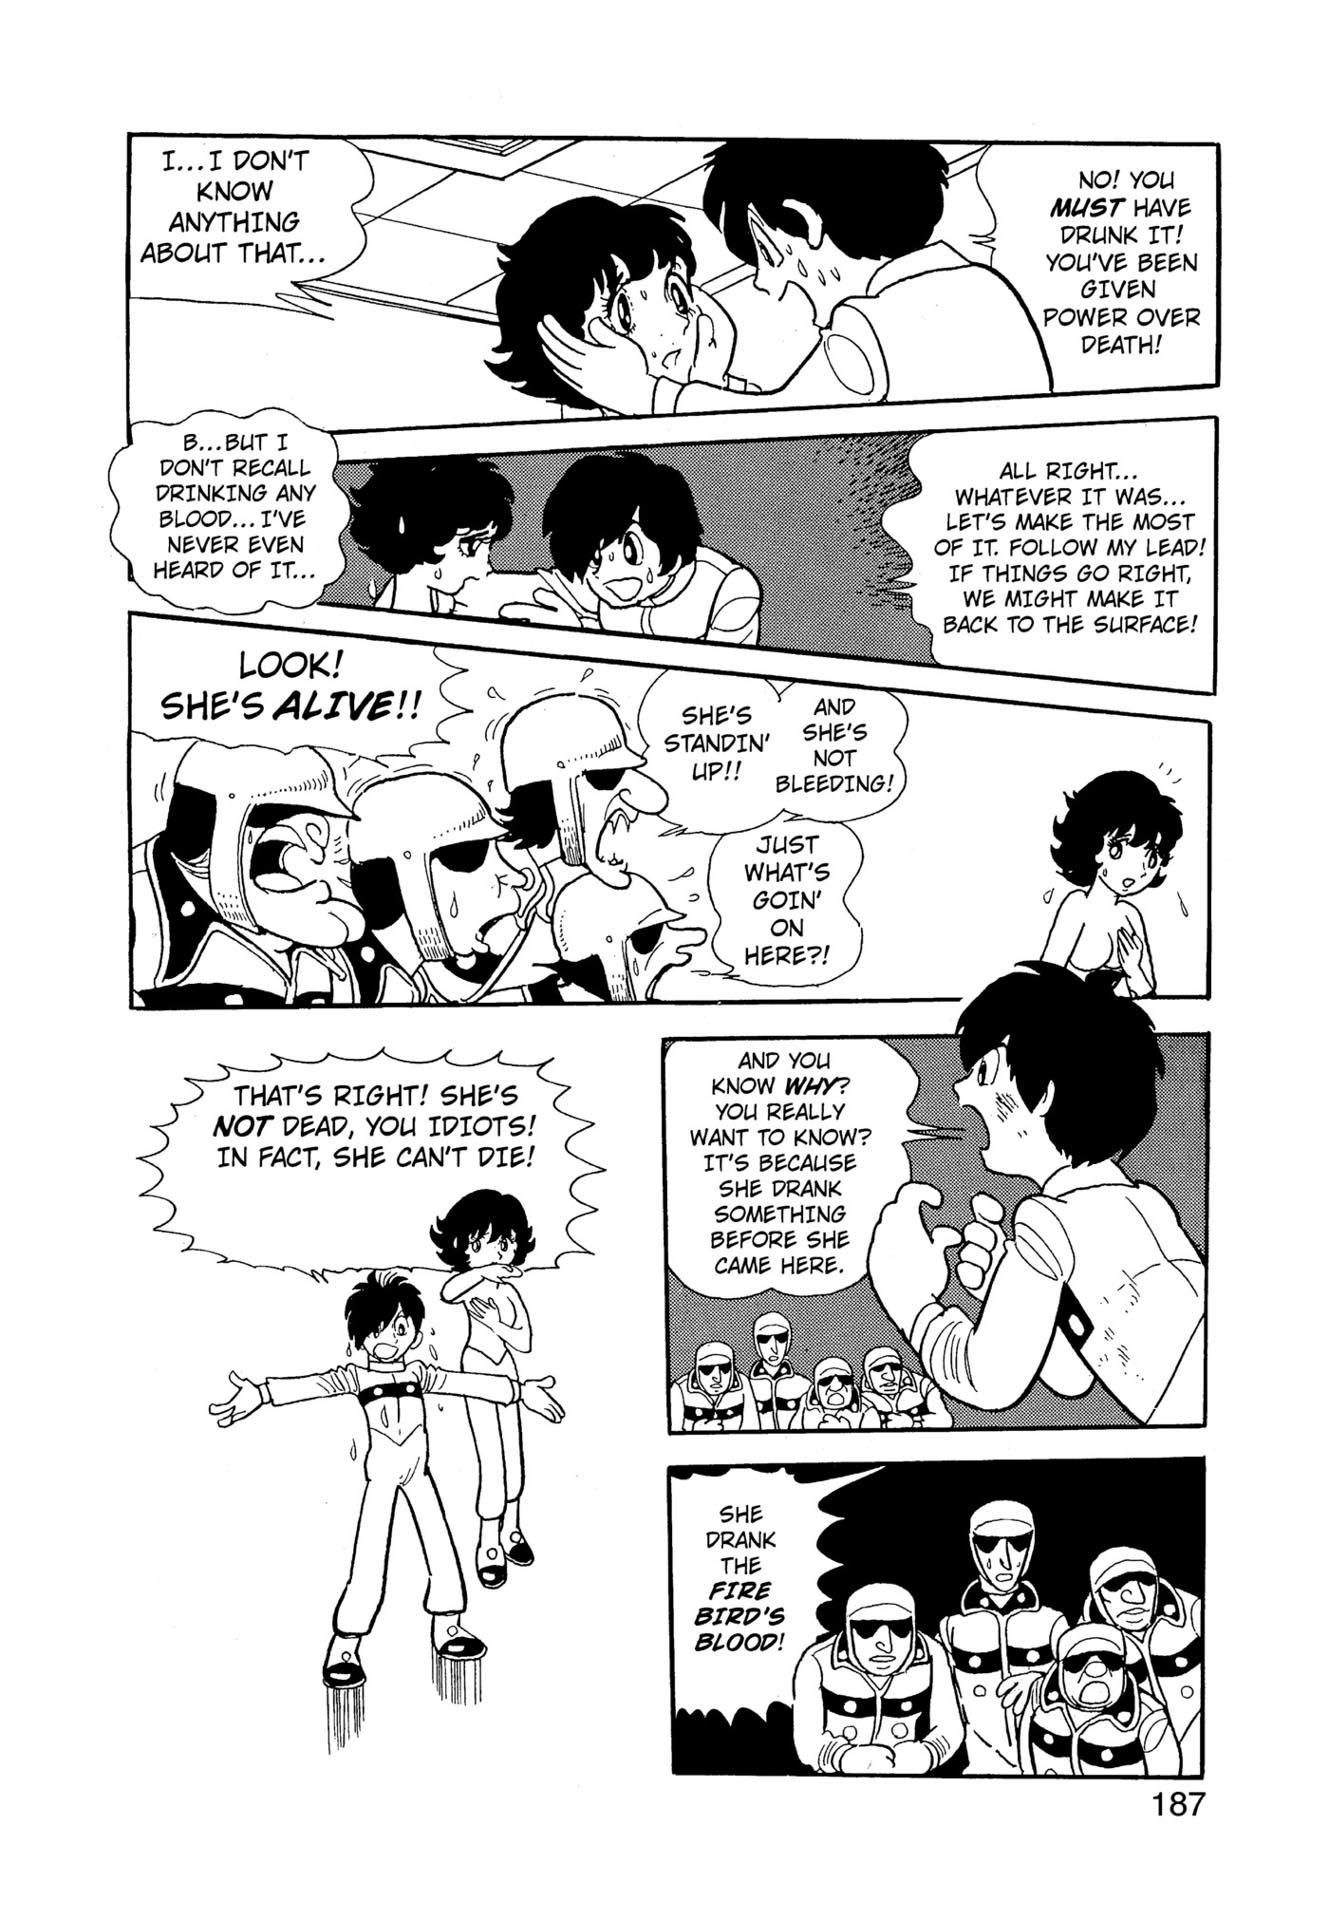 NO! YOU
MUST HAVE
DRUNK IT!
YOU'VE BEEN
GIVEN
POWER OVER
DEATH!
I...I DON'T
KNOW
ANYTHING
ABOUT THAT...
ALL RIGHT...
WHATEVER IT WAS...
LET'S MAKE THE MOST
OF IT. FOLLOW MY LEAD!
IF THINGS GO RIGHT,
WE MIGHT MAKE IT
BACK TO THE SURFACE!
B...BUT I
DON'T RECALL
DRINKING ANY
BLOOD...I'VE
NEVER EVEN
HEARD OF IT...
LOOK!
SHE'S ALIVE!!
SHE'S
STANDIN'
UP!!
AND
SHE'S
NOT
BLEEDING!
JUST
WHAT'S
GOIN'
ON
HERE?!
THAT'S RIGHT! SHE'S
NOT DEAD, YOU IDIOTS!
IN FACT, SHE CAN'T DIE!
AND YOU
KNOW WHY?
YOU REALLY
WANT TO KNOW?
IT'S BECAUSE
SHE DRANK
SOMETHING
BEFORE SHE
CAME HERE.
SHE
DRANK
THE
FIRE
BIRD'S
BLOOD!
187